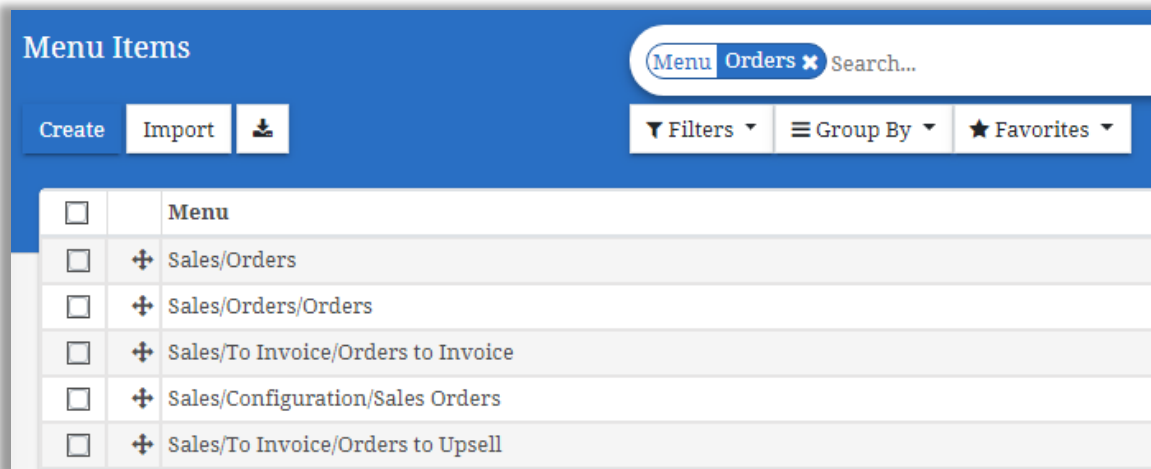 Menu Items
Menu Orders Search...
Create Import Filters Group By Favorites
Menu
Sales/Orders
Sales/Orders/Orders
Sales/To Invoice/Orders to Invoice
Sales/Configuration/Sales Orders
Sales/To Invoice/Orders to Upsell